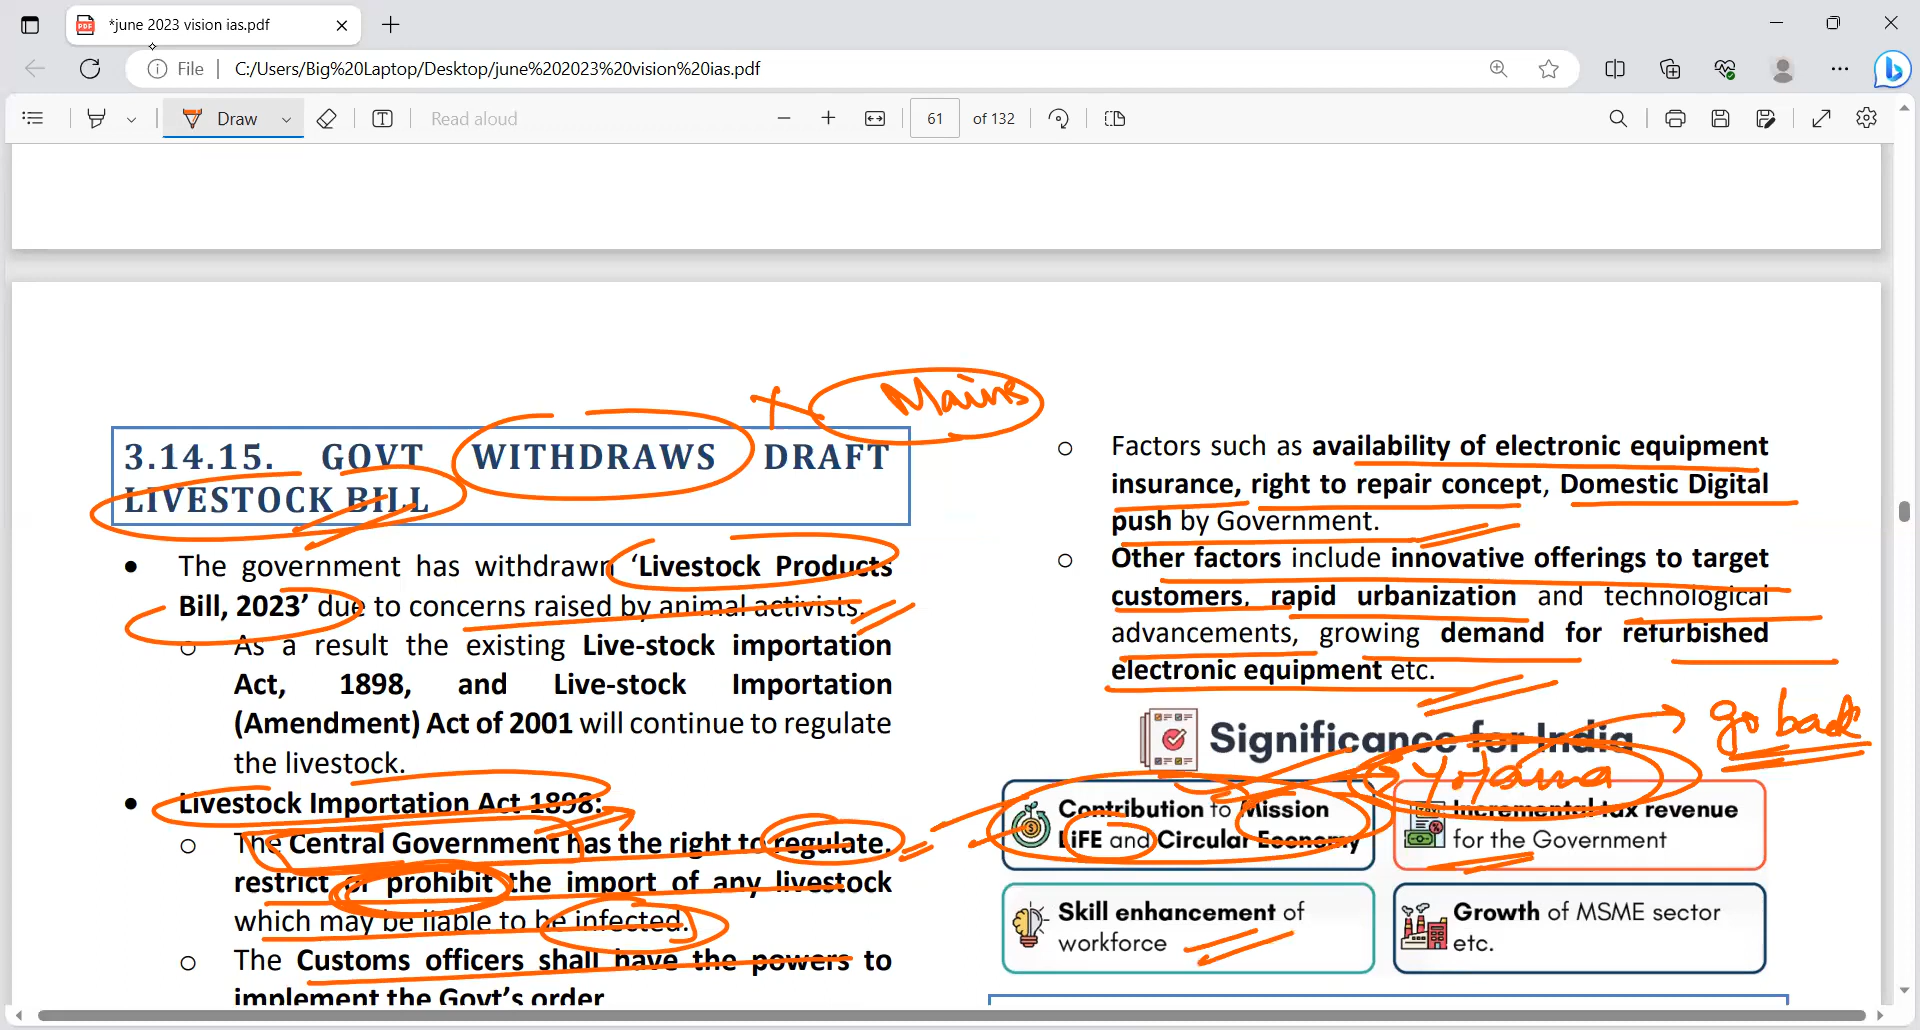 *june 2023 vision ias.pdf
File
C:/Users/Big%20Laptop/Desktop/june%202023%20vision%20ias.pdf
Draw
Read aloud
61 of 132
Mains
3.14.15. GOVT WITHDRAWS DRAFT
LIVESTOCK BILL
The government has withdrawn ‘Livestock Products
Bill, 2023’ due to concerns raised by animal activists.
As a result the existing Live-stock importation
Act, 1898, and Live-stock Importation
(Amendment) Act of 2001 will continue to regulate
the livestock.
Livestock Importation Act 1898:
The Central Government has the right to regulate,
restrict or prohibit the import of any livestock
which may be liable to be infected.
The Customs officers shall have the powers to
implement the Govt’s order
Factors such as availability of electronic equipment
insurance, right to repair concept, Domestic Digital
push by Government.
Other factors include innovative offerings to target
customers, rapid urbanization and technological
advancements, growing demand for refurbished
electronic equipment etc.
go back
Significance for India
Contribution to Mission
LiFE and Circular Economy
Incremental tax revenue
for the Government
Skill enhancement of
workforce
Growth of MSME sector
etc.